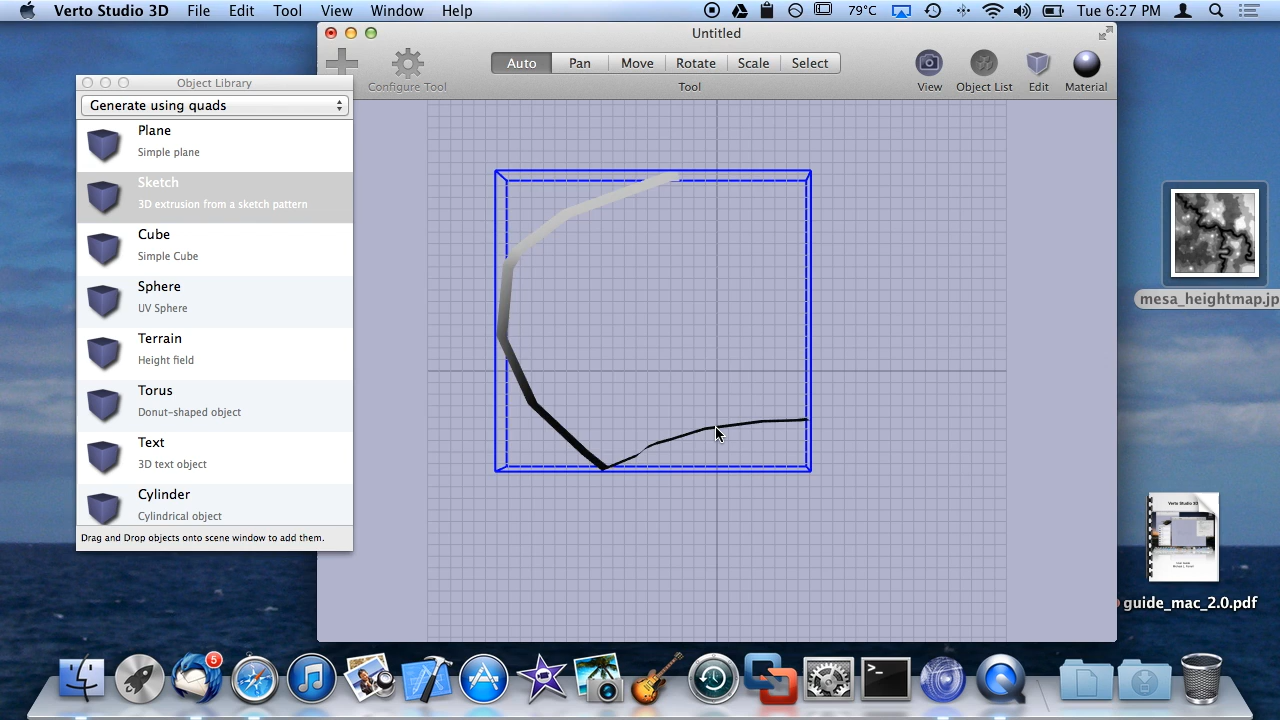 Verto Studio 3D File Edit Tool View Window Help 79°C Tue 6:27 PM
Untitled
Auto Pan Move Rotate Scale Select
Configure Tool Tool View Object List Edit Material
Object Library
Generate using quads
Plane
Simple plane
Sketch
3D extrusion from a sketch pattern
Cube
Simple Cube
Sphere
UV Sphere
Terrain
Height field
Torus
Donut-shaped object
Text
3D text object
Cylinder
Cylindrical object
Drag and Drop objects onto scene window to add them.
mesa_heightmap.jp
Verto Studio 3D
guide_mac_2.0.pdf
5